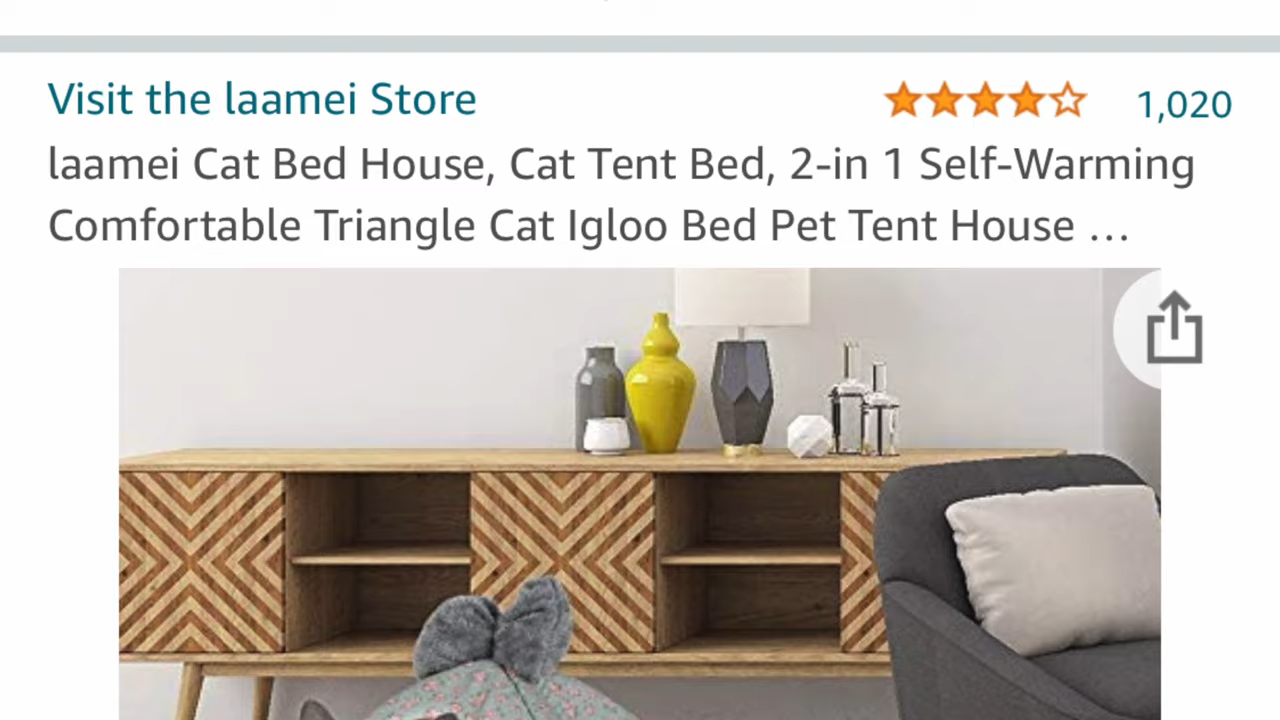 Visit the laamei Store 1,020
laamei Cat Bed House, Cat Tent Bed, 2-in 1 Self-Warming
Comfortable Triangle Cat Igloo Bed Pet Tent House ...